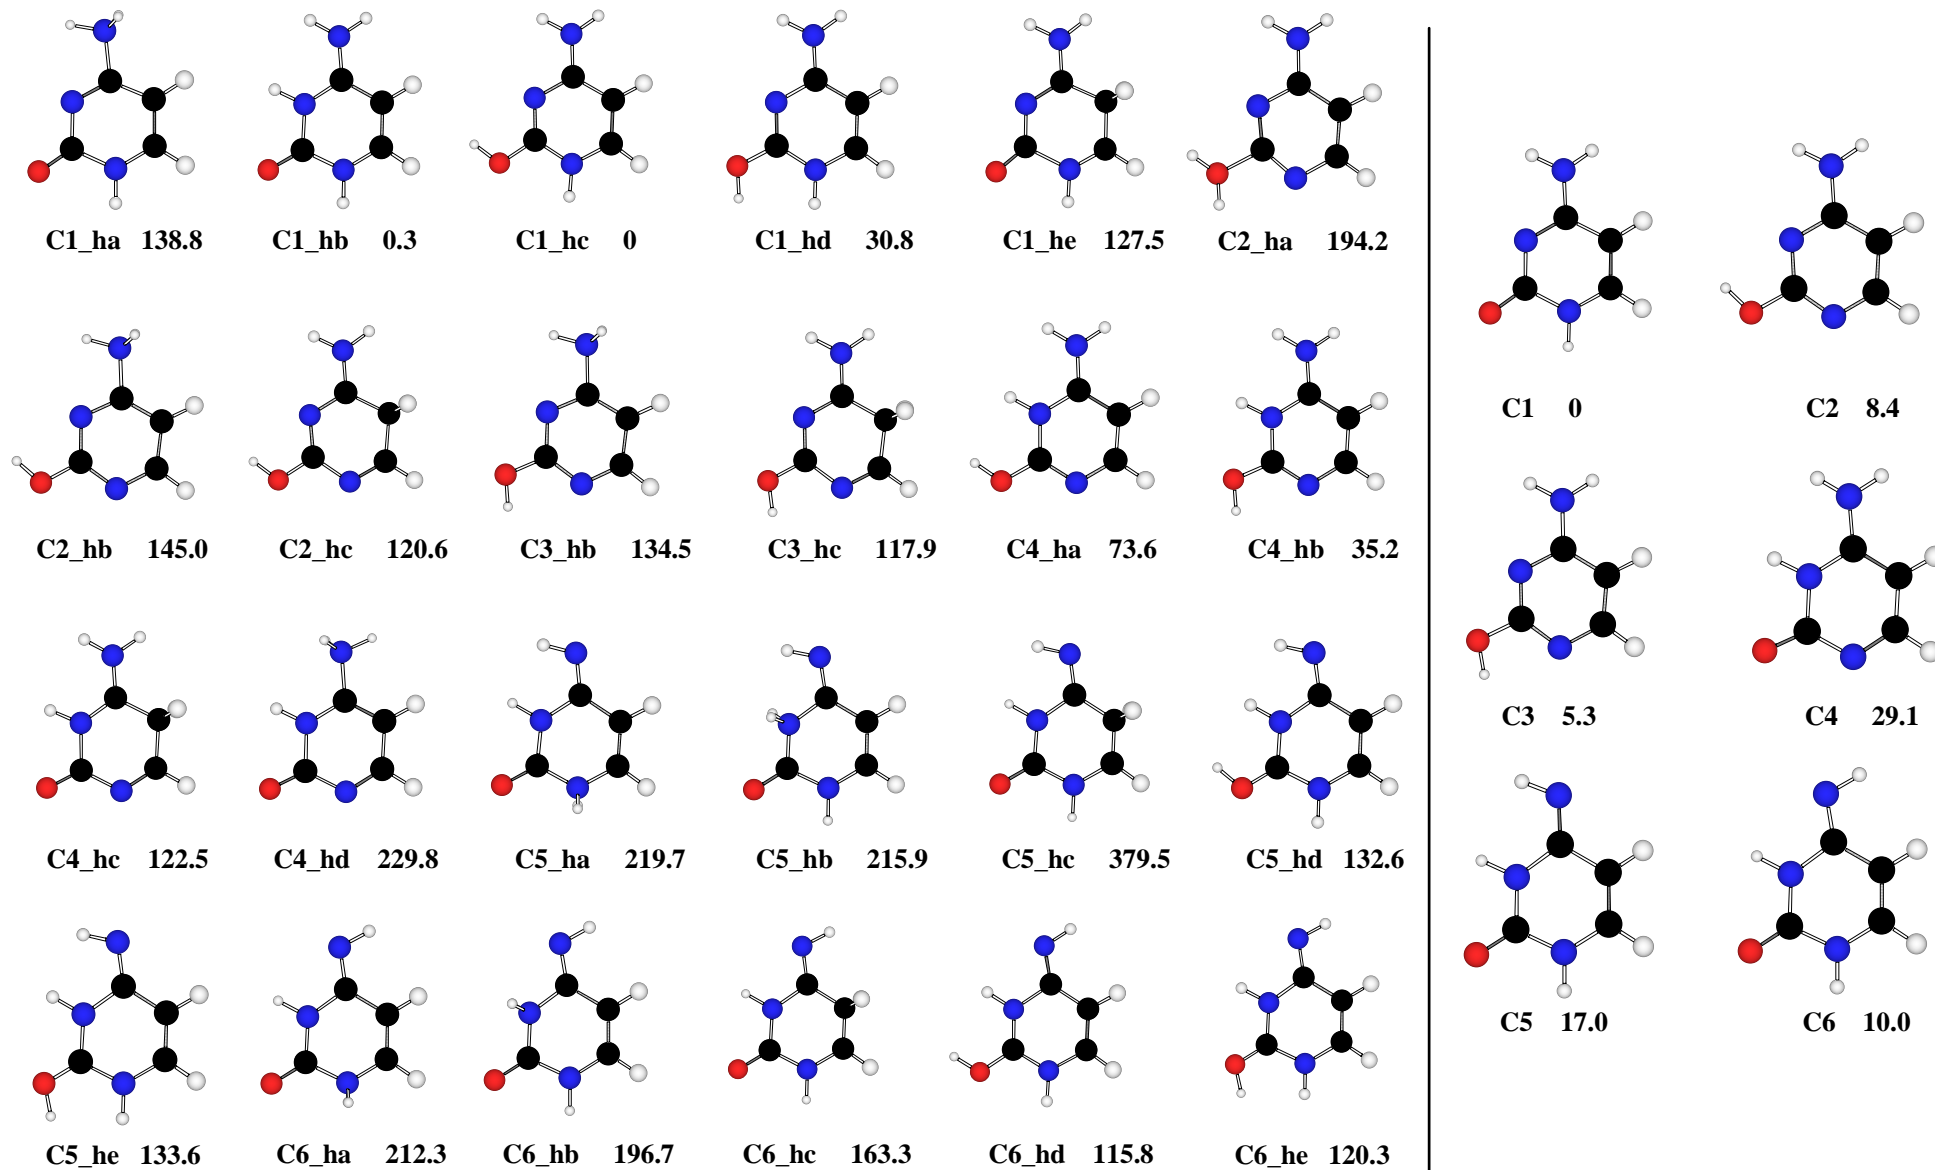 C1_ha 138.8 C1_hb 0.3 C1_hc 0 C1_hd 30.8 C1_he 127.5 C2_ha 194.2
C2_hb 145.0 C2_hc 120.6 C3_hb 134.5 C3_hc 117.9 C4_ha 73.6 C4_hb 35.2
C4_hc 122.5 C4_hd 229.8 C5_ha 219.7 C5_hb 215.9 C5_hc 379.5 C5_hd 132.6
C5_he 133.6 C6_ha 212.3 C6_hb 196.7 C6_hc 163.3 C6_hd 115.8 C6_he 120.3
C1 0 C2 8.4
C3 5.3 C4 29.1
C5 17.0 C6 10.0